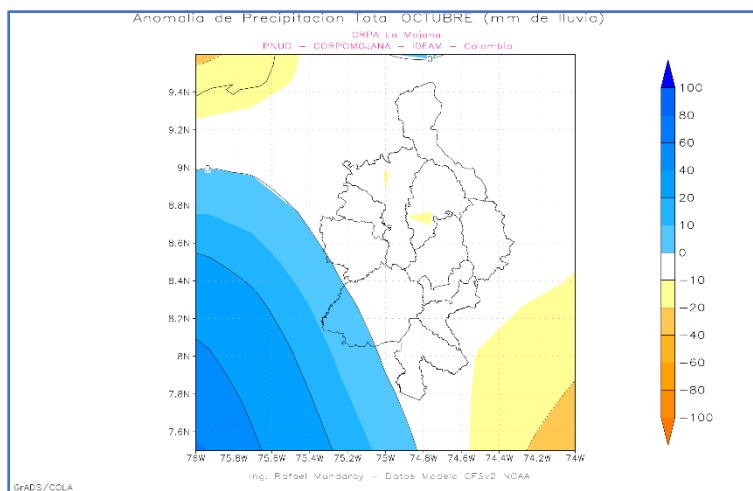 Anomalia de Precipitacion Total OCTUBRE (mm de lluvia)
CRPA La Mojana
PNUD – CORPOMOJANA – IDEAM – Colombia
9.4N
9.2N
9N
8.8N
8.6N
8.4N
8.2N
8N
7.8N
7.6N
76W 75.8W 75.6W 75.4W 75.2W 75W 74.8W 74.6W 74.4W 74.2W 74W
0
0
100
80
60
40
20
10
0
−10
−20
−40
−60
−80
−100
Ing. Rafael Mundaray – Datos Modelo CFSv2 NOAA
GrADS/COLA